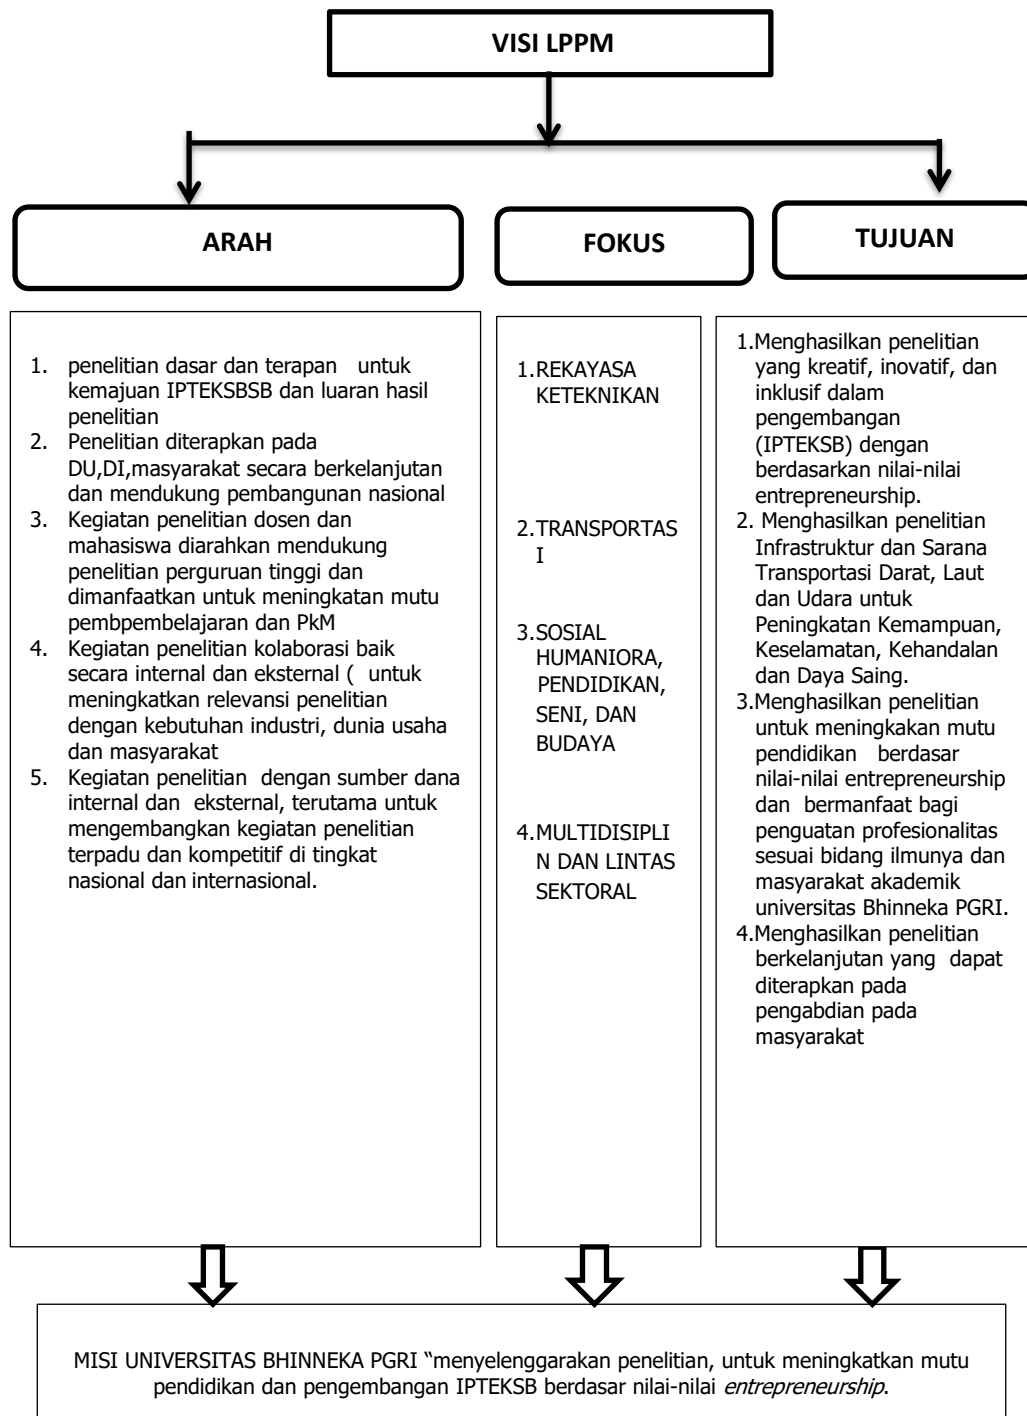 VISI LPPM
ARAH
FOKUS
TUJUAN
1. penelitian dasar dan terapan untuk
kemajuan IPTEKSBSB dan luaran hasil
penelitian
2. Penelitian diterapkan pada
DU,DI,masyarakat secara berkelanjutan
dan mendukung pembangunan nasional
3. Kegiatan penelitian dosen dan
mahasiswa diarahkan mendukung
penelitian perguruan tinggi dan
dimanfaatkan untuk meningkatan mutu
pembpembelajaran dan PkM
4. Kegiatan penelitian kolaborasi baik
secara internal dan eksternal ( untuk
meningkatkan relevansi penelitian
dengan kebutuhan industri, dunia usaha
dan masyarakat
5. Kegiatan penelitian dengan sumber dana
internal dan eksternal, terutama untuk
mengembangkan kegiatan penelitian
terpadu dan kompetitif di tingkat
nasional dan internasional.
1.REKAYASA
KETEKNIKAN
2.TRANSPORTAS
I
3.SOSIAL
HUMANIORA,
PENDIDIKAN,
SENI, DAN
BUDAYA
4.MULTIDISIPLI
N DAN LINTAS
SEKTORAL
1.Menghasilkan penelitian
yang kreatif, inovatif, dan
inklusif dalam
pengembangan
(IPTEKSB) dengan
berdasarkan nilai-nilai
entrepreneurship.
2. Menghasilkan penelitian
Infrastruktur dan Sarana
Transportasi Darat, Laut
dan Udara untuk
Peningkatan Kemampuan,
Keselamatan, Kehandalan
dan Daya Saing.
3.Menghasilkan penelitian
untuk meningkakan mutu
pendidikan berdasar
nilai-nilai entrepreneurship
dan bermanfaat bagi
penguatan profesionalitas
sesuai bidang ilmunya dan
masyarakat akademik
universitas Bhinneka PGRI.
4.Menghasilkan penelitian
berkelanjutan yang dapat
diterapkan pada
pengabdian pada
masyarakat
MISI UNIVERSITAS BHINNEKA PGRI “menyelenggarakan penelitian, untuk meningkatkan mutu
pendidikan dan pengembangan IPTEKSB berdasar nilai-nilai entrepreneurship.